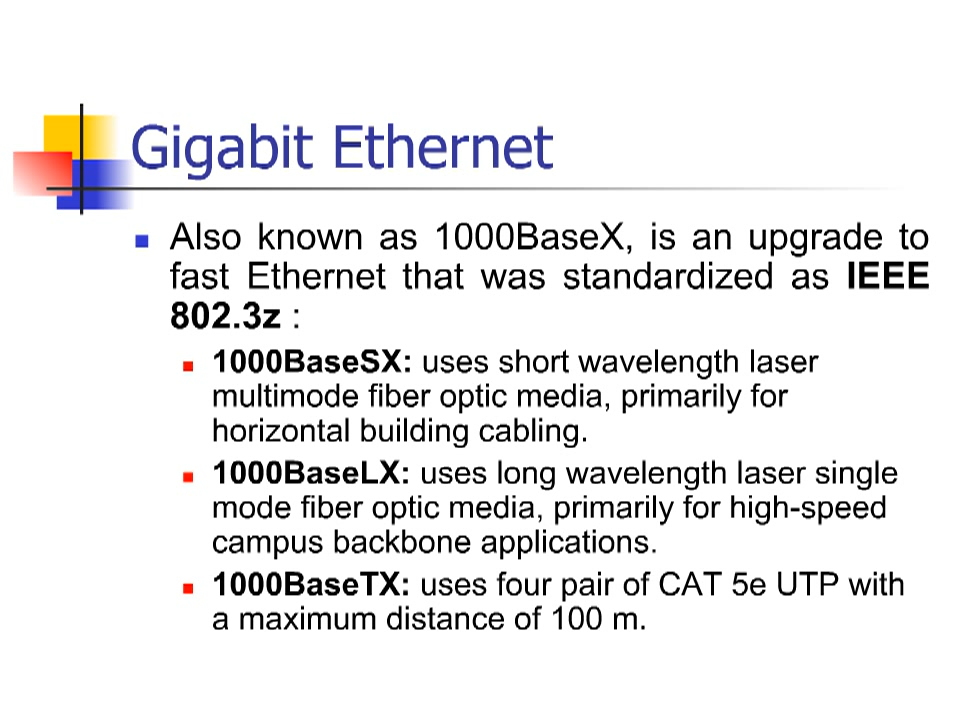 Gigabit Ethernet
Also known as 1000BaseX, is an upgrade to
fast Ethernet that was standardized as IEEE
802.3z :
1000BaseSX: uses short wavelength laser
multimode fiber optic media, primarily for
horizontal building cabling.
1000BaseLX: uses long wavelength laser single
mode fiber optic media, primarily for high-speed
campus backbone applications.
1000BaseTX: uses four pair of CAT 5e UTP with
a maximum distance of 100 m.